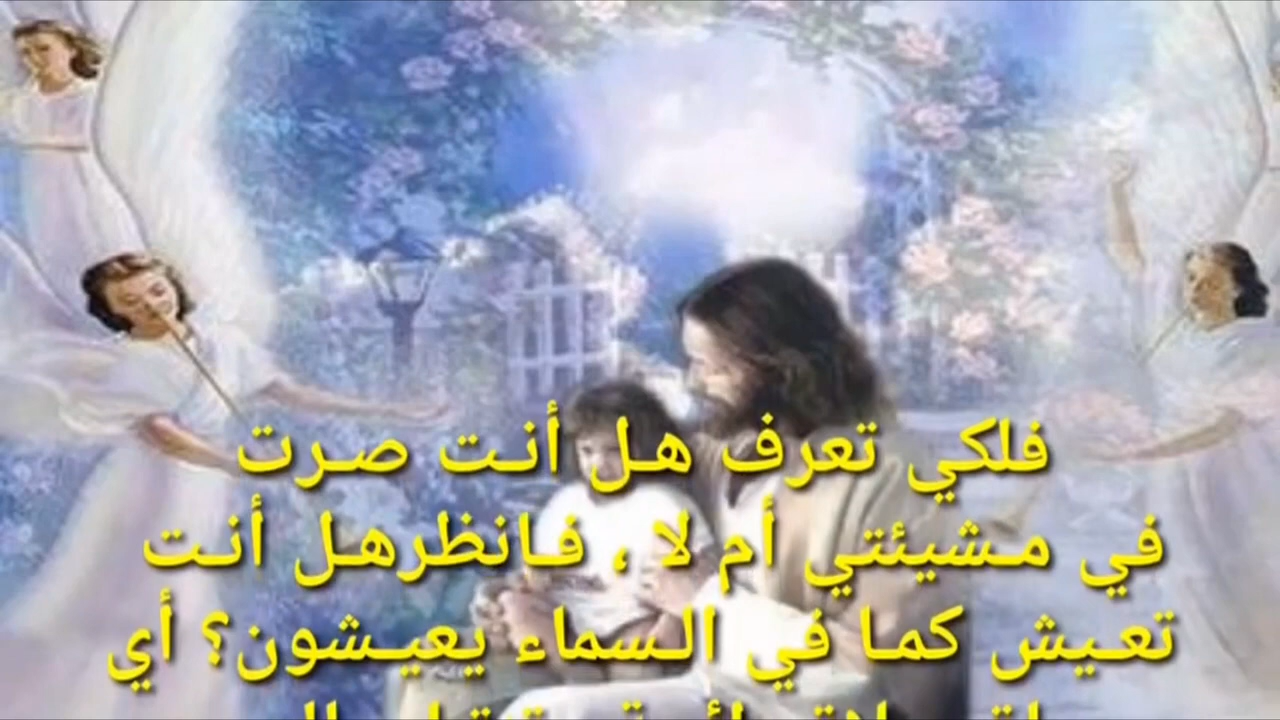 فلكي تعرف هل أنت صرت
في مشيئتي أم لا ، فانظرهل أنت
تعيش كما في السماء يعيشون؟ أي